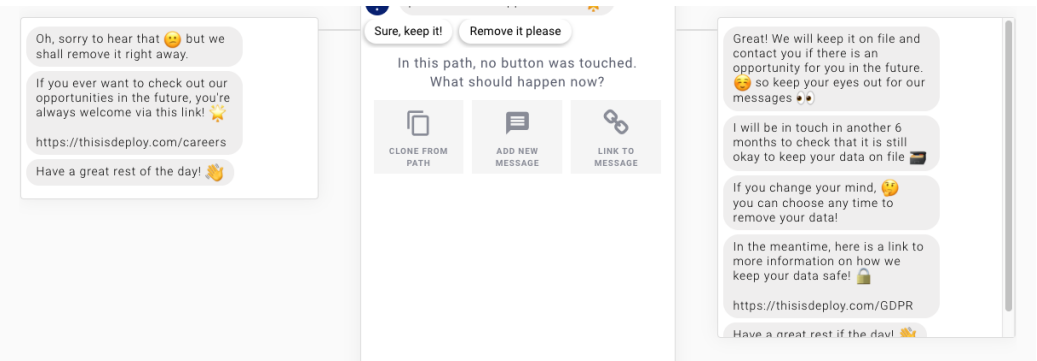 Oh, sorry to hear that 😕 but we
shall remove it right away.
If you ever want to check out our
opportunities in the future, you're
always welcome via this link! 🌟
https://thisisdeploy.com/careers
Have a great rest of the day! 👋
Sure, keep it!
Remove it please
In this path, no button was touched.
What should happen now?
CLONE FROM
PATH
ADD NEW
MESSAGE
LINK TO
MESSAGE
Great! We will keep it on file and
contact you if there is an
opportunity for you in the future.
☺️ so keep your eyes out for our
messages 👀
I will be in touch in another 6
months to check that it is still
okay to keep your data on file 🗃️
If you change your mind, 🤔
you can choose any time to
remove your data!
In the meantime, here is a link to
more information on how we
keep your data safe! 🔒
https://thisisdeploy.com/GDPR
Have a great rest if the day! 👋